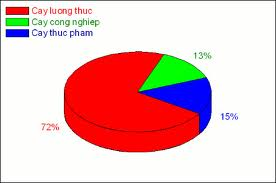 Cay luong thuc
Cay cong nghiep
Cay thuc pham
13%
15%
72%